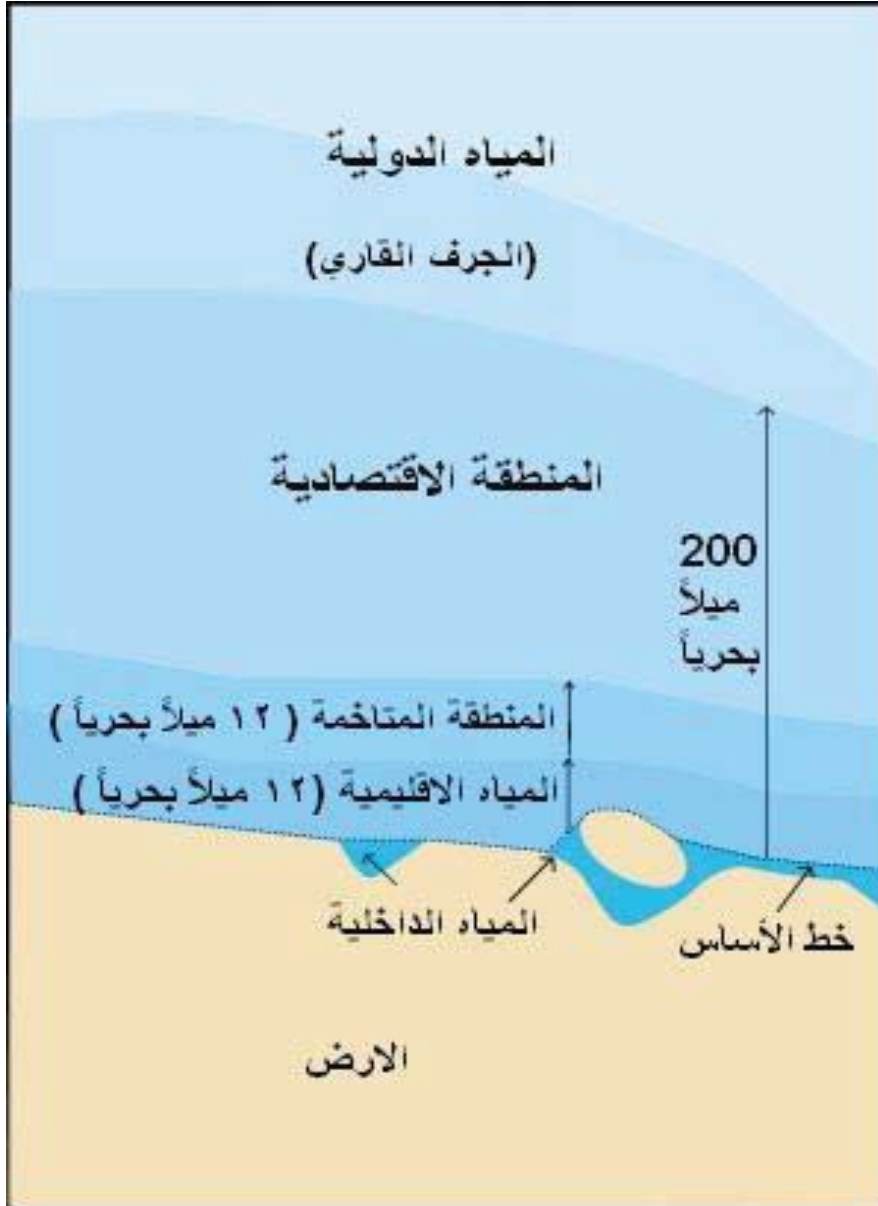 المياه الدولية
(الجرف القاري)
المنطقة الاقتصادية
200
ميلاً
بحرياً
المنطقة المتاخمة ( ١٢ ميلاً بحرياً )
المياه الاقليمية (١٢ ميلاً بحرياً )
المياه الداخلية
خط الأساس
الارض